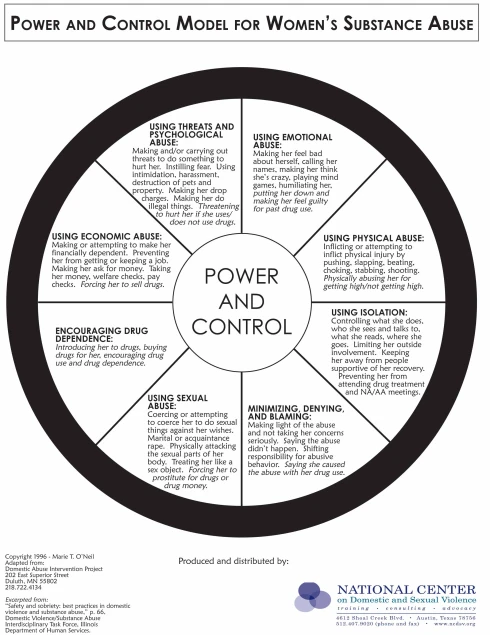 POWER AND CONTROL MODEL FOR WOMEN'S SUBSTANCE ABUSE
USING THREATS AND
PSYCHOLOGICAL
ABUSE:
Making and/or carrying out
threats to do something to
hurt her. Instilling fear. Using
intimidation, harassment,
destruction of pets and
property. Making her drop
charges. Making her do
illegal things. Threatening
to hurt her if she uses/
does not use drugs.
USING EMOTIONAL
ABUSE:
Making her feel bad
about herself, calling her
names, making her think
she's crazy, playing mind
games, humiliating her,
putting her down and
making her feel guilty
for past drug use.
USING ECONOMIC ABUSE:
Making or attempting to make her
financially dependent. Preventing
her from getting or keeping a job.
Making her ask for money. Taking
her money, welfare checks, pay
checks. Forcing her to sell drugs.
USING PHYSICAL ABUSE:
Inflicting or attempting to
inflict physical injury by
pushing, slapping, beating,
choking, stabbing, shooting.
Physically abusing her for
getting high/not getting high.
POWER
AND
CONTROL
ENCOURAGING DRUG
DEPENDENCE:
Introducing her to drugs, buying
drugs for her, encouraging drug
use and drug dependence.
USING ISOLATION:
Controlling what she does,
who she sees and talks to,
what she reads, where she
goes. Limiting her outside
involvement. Keeping
her away from people
supportive of her recovery.
Preventing her from
attending drug treatment
and NA/AA meetings.
USING SEXUAL
ABUSE:
Coercing or attempting
to coerce her to do sexual
things against her wishes.
Marital or acquaintance
rape. Physically attacking
the sexual parts of her
body. Treating her like a
sex object. Forcing her to
prostitute for drugs or
drug money.
MINIMIZING, DENYING,
AND BLAMING:
Making light of the abuse
and not taking her concerns
seriously. Saying the abuse
didn't happen. Shifting
responsibility for abusive
behavior. Saying she caused
the abuse with her drug use.
Copyright 1996 - Marie T. O'Neil
Adapted from:
Domestic Abuse Intervention Project
202 East Superior Street
Duluth, MN 55802
218.722.4134
Excerpted from:
"Safety and sobriety: best practices in domestic
violence and substance abuse," p. 66,
Domestic Violence/Substance Abuse
Interdisciplinary Task Force, Illinois
Department of Human Services.
Produced and distributed by:
NATIONAL CENTER
on Domestic and Sexual Violence
training · consulting · advocacy
4612 Shoal Creek Blvd. • Austin, Texas 78756
512.407.9020 (phone and fax) • www.ncdsv.org